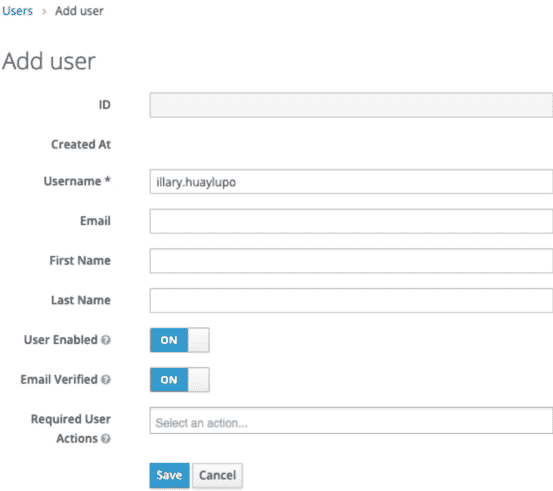 Users > Add user
Add user
ID
Created At
Username * illary.huaylupo
Email
First Name
Last Name
User Enabled ON
Email Verified ON
Required User
Actions Select an action...
Save Cancel